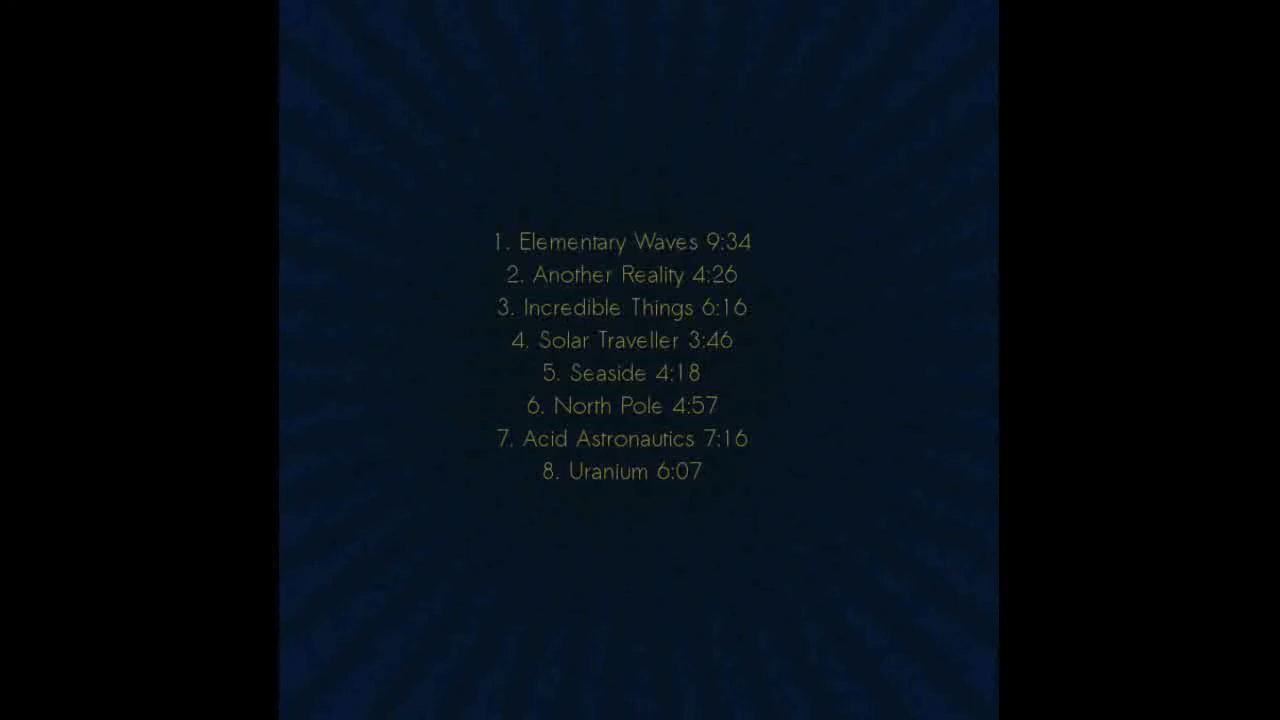 1. Elementary Waves 9:34
2. Another Reality 4:26
3. Incredible Things 6:16
4. Solar Traveller 3:46
5. Seaside 4:18
6. North Pole 4:57
7. Acid Astronautics 7:16
8. Uranium 6:07